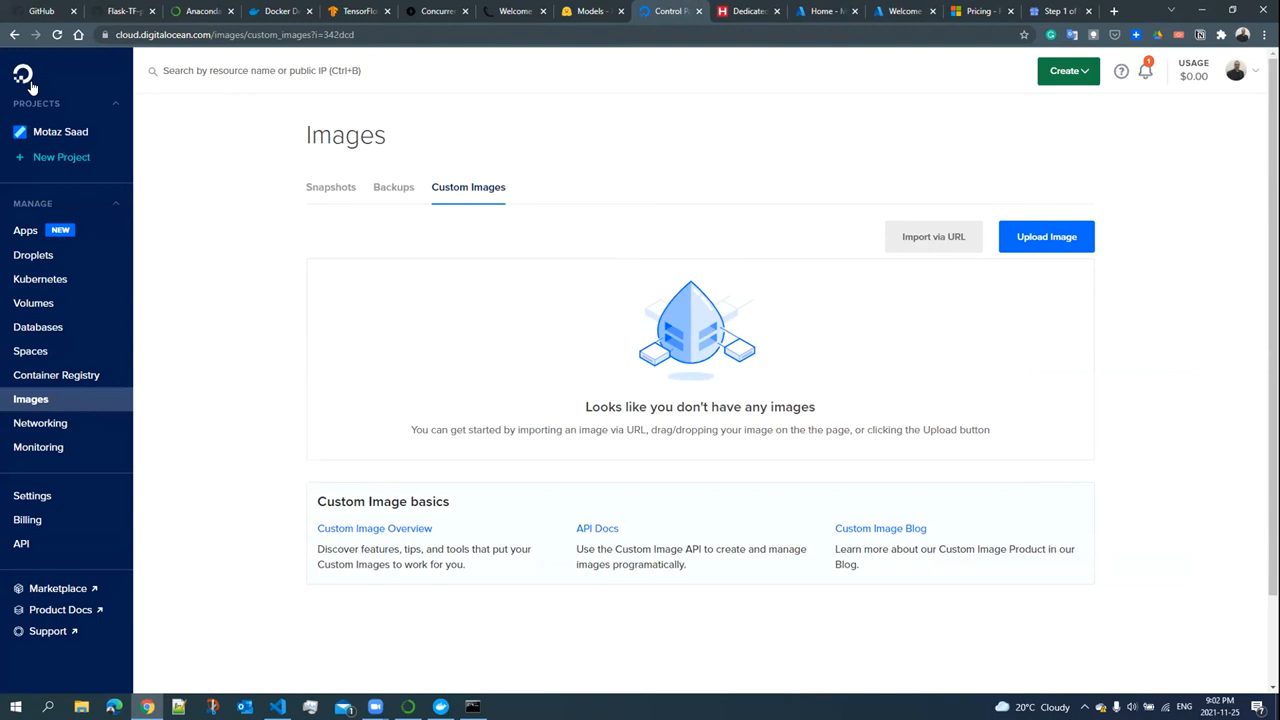 GitHub
Flask-TF
Anaconda
Docker D
TensorFlo
Concurre
Welcome
Models -
Control P
Dedicated
Home - M
Welcome
Pricing - P
Step 1 of
cloud.digitalocean.com/images/custom_images?i=342dcd
Search by resource name or public IP (Ctrl+B)
Create
1
USAGE
$0.00
PROJECTS
Motaz Saad
+ New Project
MANAGE
Apps NEW
Droplets
Kubernetes
Volumes
Databases
Spaces
Container Registry
Images
Networking
Monitoring
Settings
Billing
API
Marketplace
Product Docs
Support
Images
Snapshots Backups Custom Images
Import via URL Upload Image
Looks like you don't have any images
You can get started by importing an image via URL, drag/dropping your image on the the page, or clicking the Upload button
Custom Image basics
Custom Image Overview
Discover features, tips, and tools that put your
Custom Images to work for you.
API Docs
Use the Custom Image API to create and manage
images programatically.
Custom Image Blog
Learn more about our Custom Image Product in our
Blog.
20°C Cloudy
ENG
9:02 PM
2021-11-25